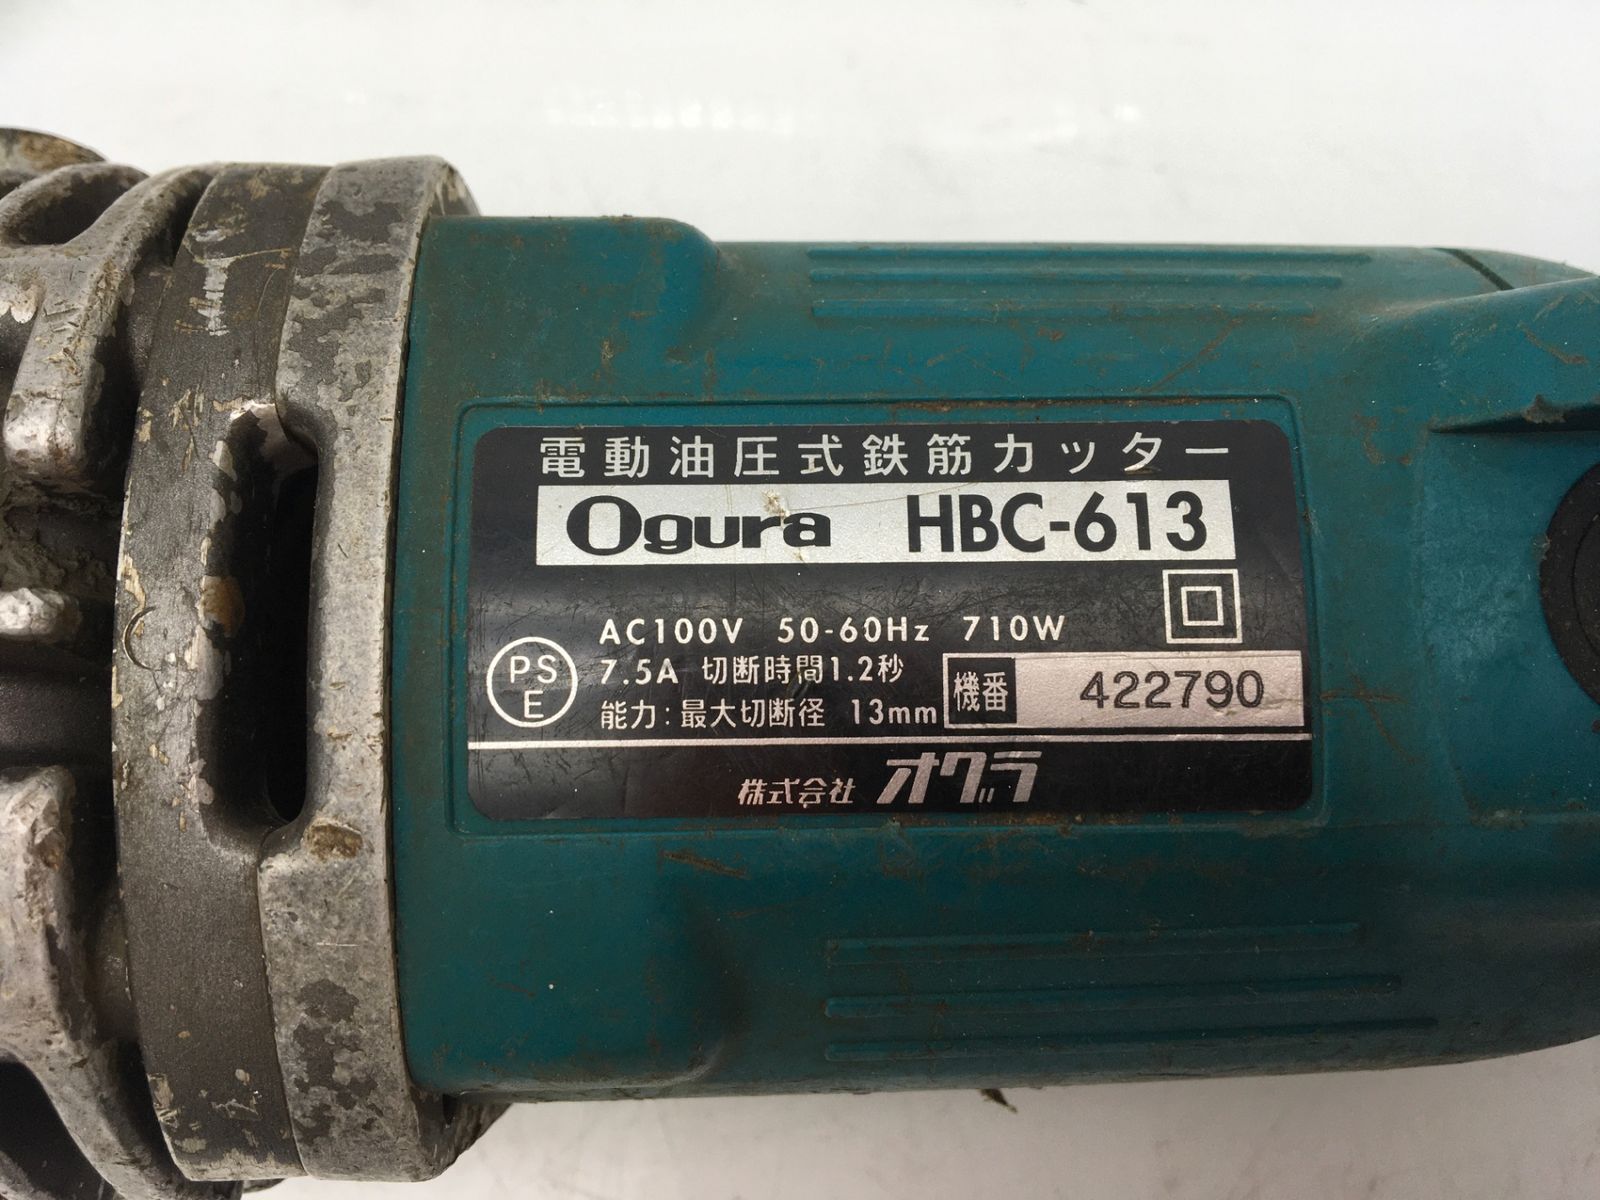 電動油圧式鉄筋カッター
Ogura HBC-613
AC100V 50-60Hz 710W
PS
E
7.5A 切断時間1.2秒
能力:最大切断径 13mm
機番 422790
株式会社 オグラ